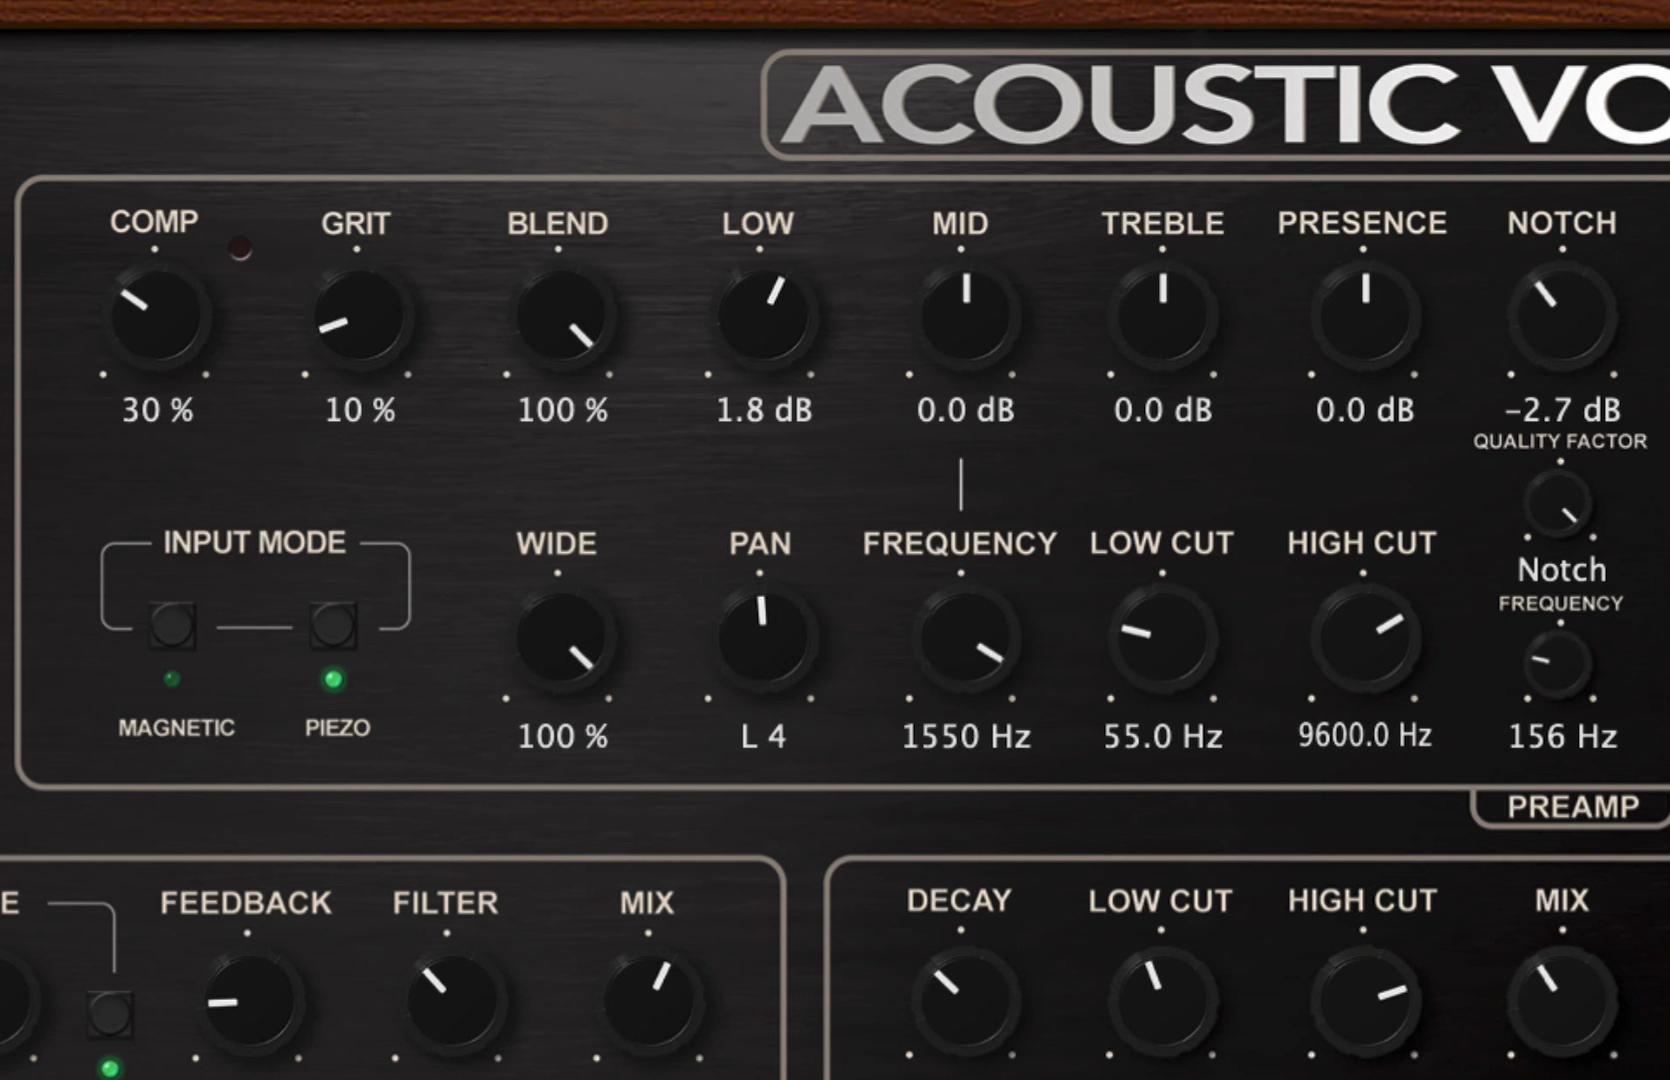 ACOUSTIC VO
COMP GRIT BLEND LOW MID TREBLE PRESENCE NOTCH
30 % 10 % 100 % 1.8 dB 0.0 dB 0.0 dB 0.0 dB -2.7 dB
QUALITY FACTOR
INPUT MODE WIDE PAN FREQUENCY LOW CUT HIGH CUT
Notch
FREQUENCY
MAGNETIC PIEZO
100 % L 4 1550 Hz 55.0 Hz 9600.0 Hz 156 Hz
PREAMP
E FEEDBACK FILTER MIX DECAY LOW CUT HIGH CUT MIX